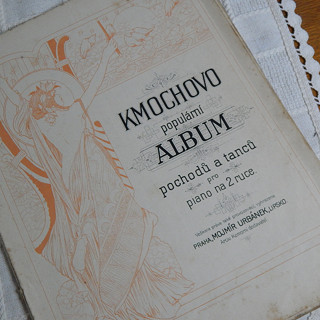 KMOCHOVO
populární
ALBUM
pochodů a tanců
pro
piano na 2 ruce
PRAHA, MOJMÍR URBÁNEK, LIPSKO